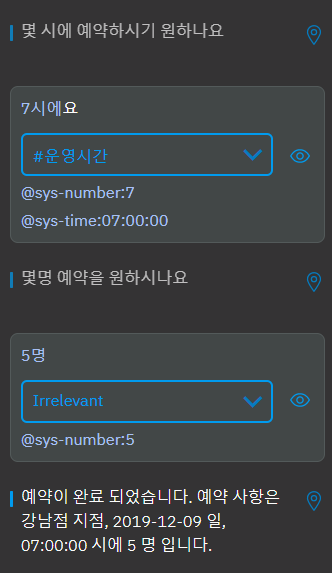 몇 시에 예약하시기 원하나요
7시에요
#운영시간
@sys-number:7
@sys-time:07:00:00
몇명 예약을 원하시나요
5명
Irrelevant
@sys-number:5
예약이 완료 되었습니다. 예약 사항은
강남점 지점, 2019-12-09 일,
07:00:00 시에 5 명 입니다.